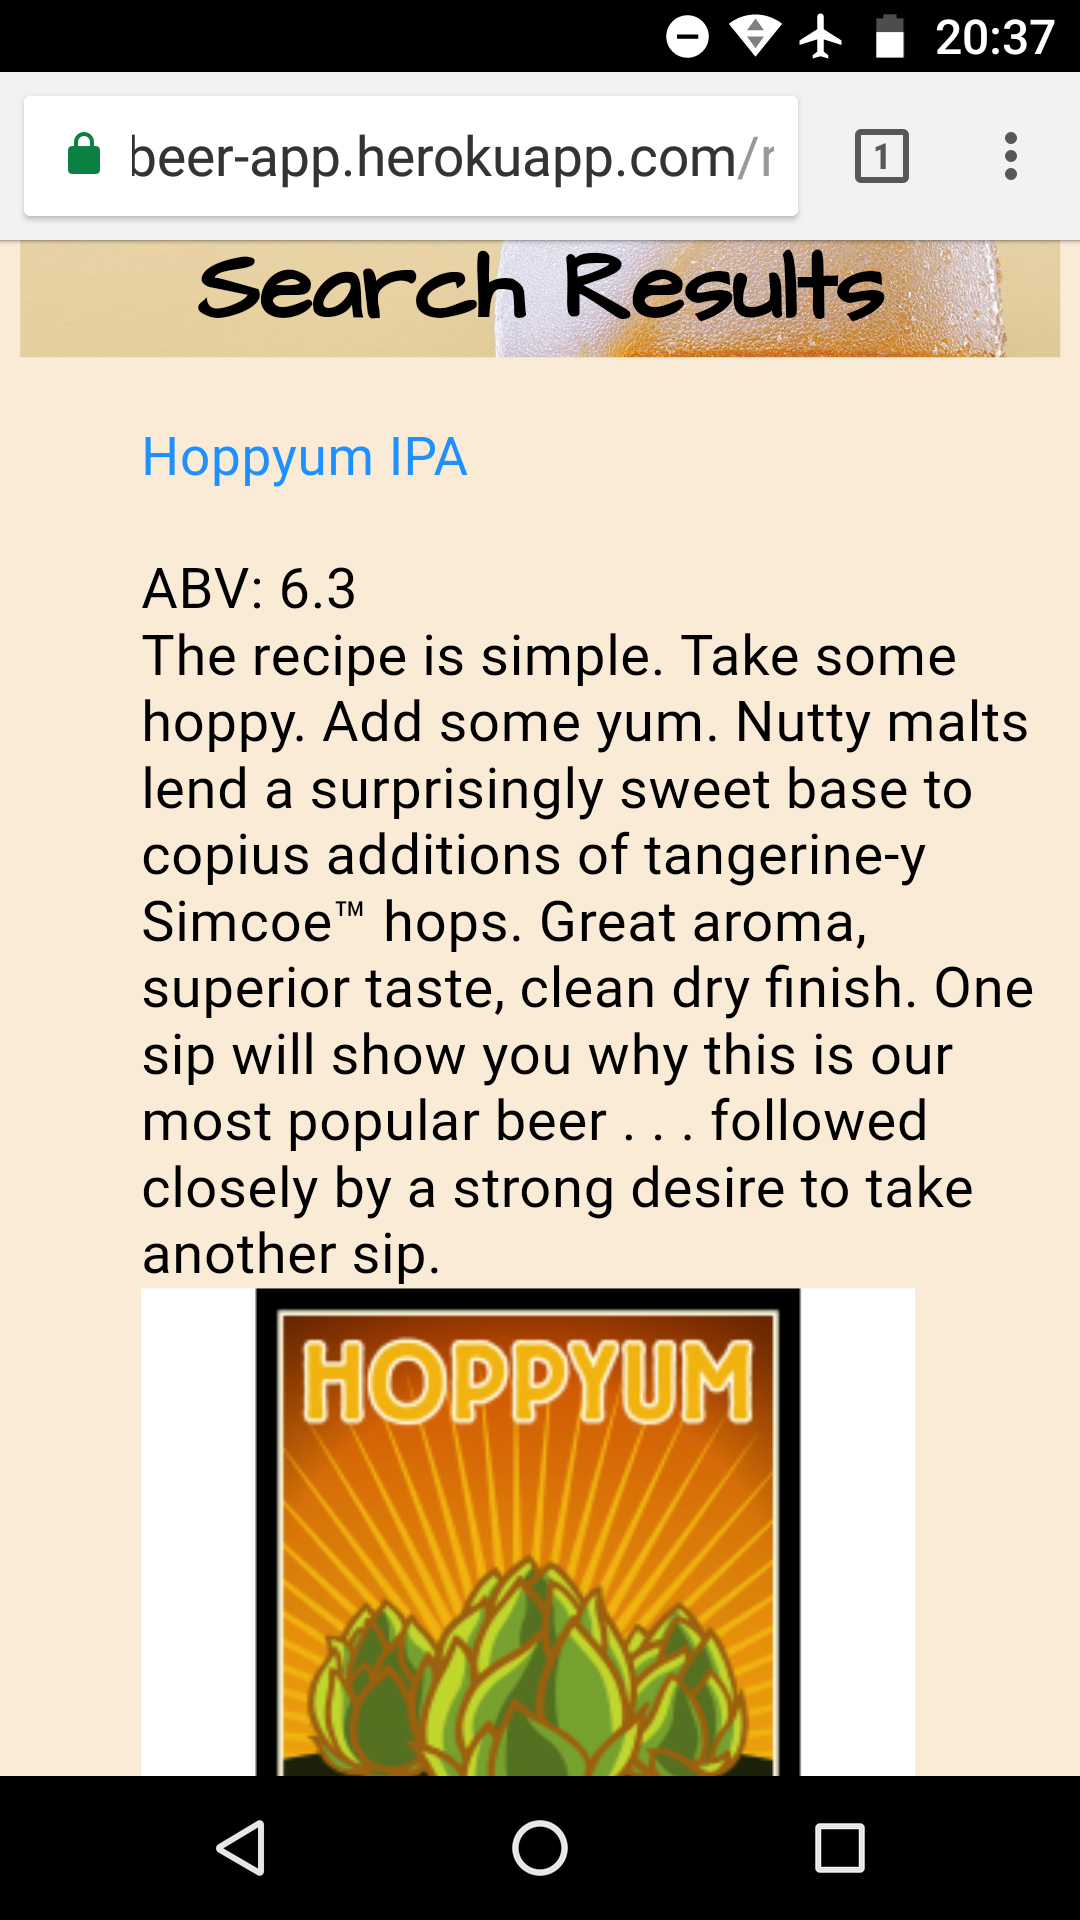 20:37
beer-app.herokuapp.com/r
1
Search Results
Hoppyum IPA
ABV: 6.3
The recipe is simple. Take some
hoppy. Add some yum. Nutty malts
lend a surprisingly sweet base to
copius additions of tangerine-y
Simcoe™ hops. Great aroma,
superior taste, clean dry finish. One
sip will show you why this is our
most popular beer . . . followed
closely by a strong desire to take
another sip.
HOPPYUM